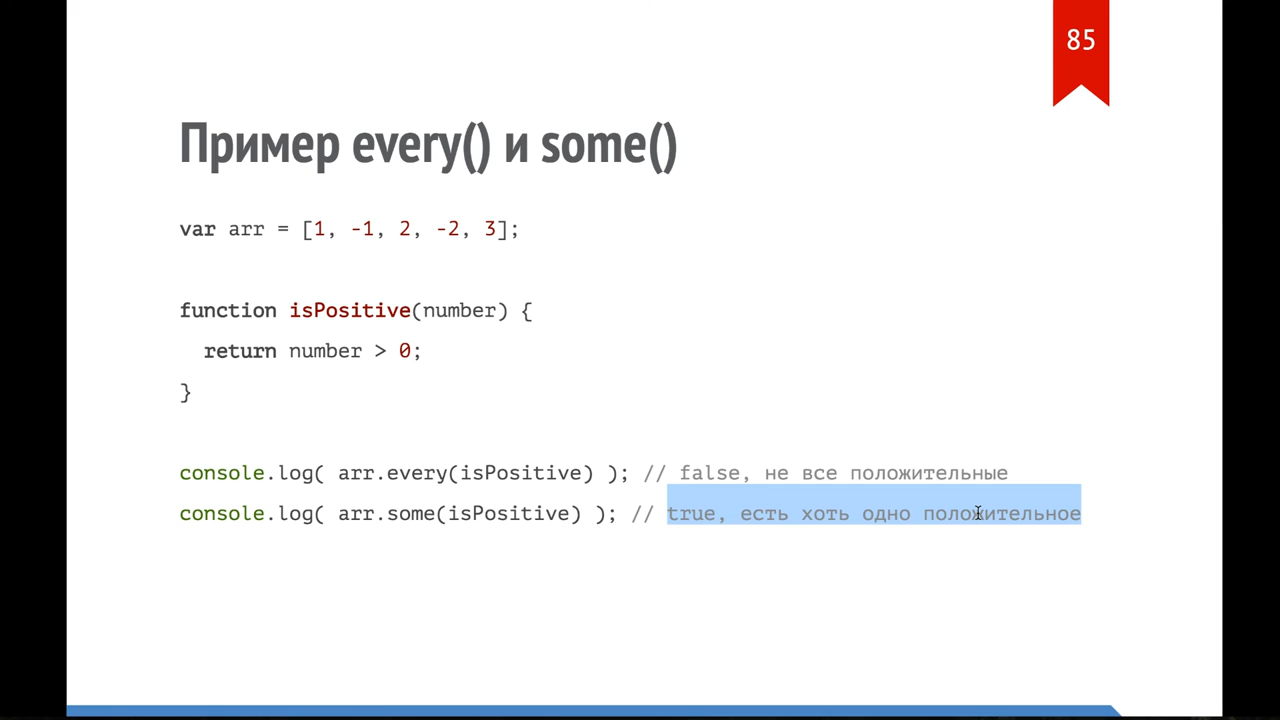 85
Пример every() и some()
var arr = [1, -1, 2, -2, 3];
function isPositive(number) {
  return number > 0;
}
console.log( arr.every(isPositive) ); // false, не все положительные
console.log( arr.some(isPositive) ); // true, есть хоть одно положительное